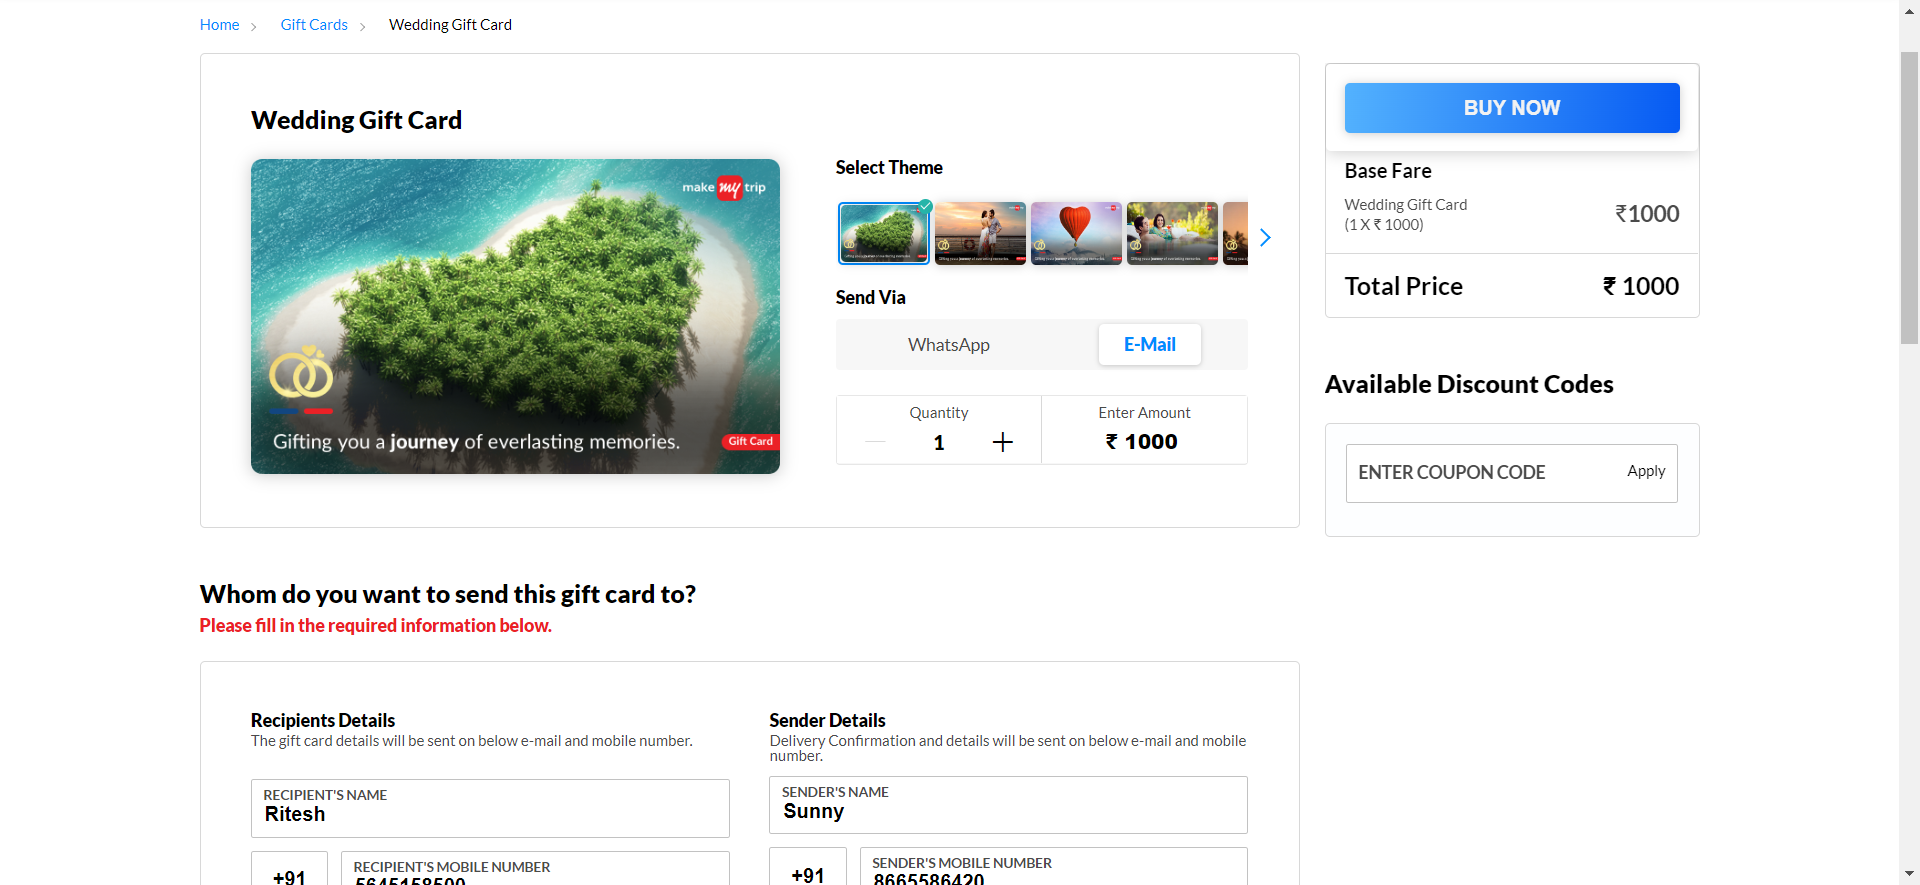 Home
Gift Cards
Wedding Gift Card
Wedding Gift Card
make my trip
Gifting you a journey of everlasting memories.
Gift Card
Select Theme
Send Via
WhatsApp
E-Mail
Quantity
1
Enter Amount
₹ 1000
BUY NOW
Base Fare
Wedding Gift Card
(1 X ₹ 1000)
₹1000
Total Price
₹ 1000
Available Discount Codes
ENTER COUPON CODE
Apply
Whom do you want to send this gift card to?
Please fill in the required information below.
Recipients Details
The gift card details will be sent on below e-mail and mobile number.
RECIPIENT'S NAME
Ritesh
+91
RECIPIENT'S MOBILE NUMBER
5645158500
Sender Details
Delivery Confirmation and details will be sent on below e-mail and mobile
number.
SENDER'S NAME
Sunny
+91
SENDER'S MOBILE NUMBER
8665586420